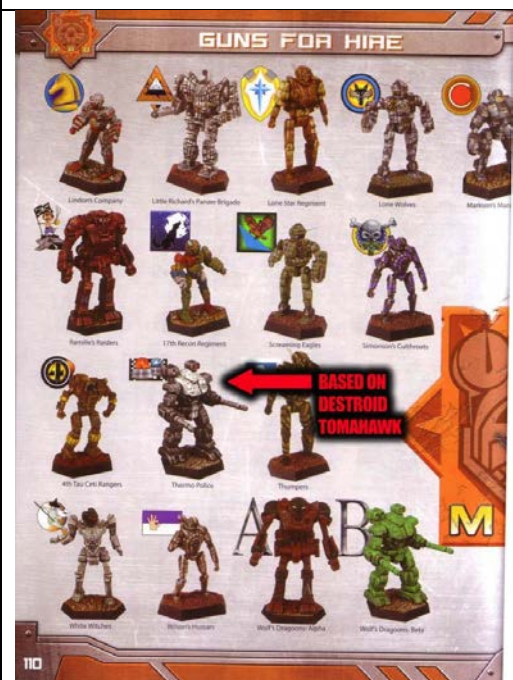 GUNS FOR HIRE
Lindon's Company
Little Richard's Panzer Brigade
Lone Star Regiment
Lone Wolves
Ramilie's Raiders
17th Recon Regiment
Screaming Eagles
Simonson's Cutthroats
BASED ON
DESTROID
TOMAHAWK
4th Tau Ceti Rangers
Thermo Police
Thumpers
A B
M
White Witches
Wilson's Hussars
Wolf's Dragoons: Alpha
Wolf's Dragoons: Beta
110